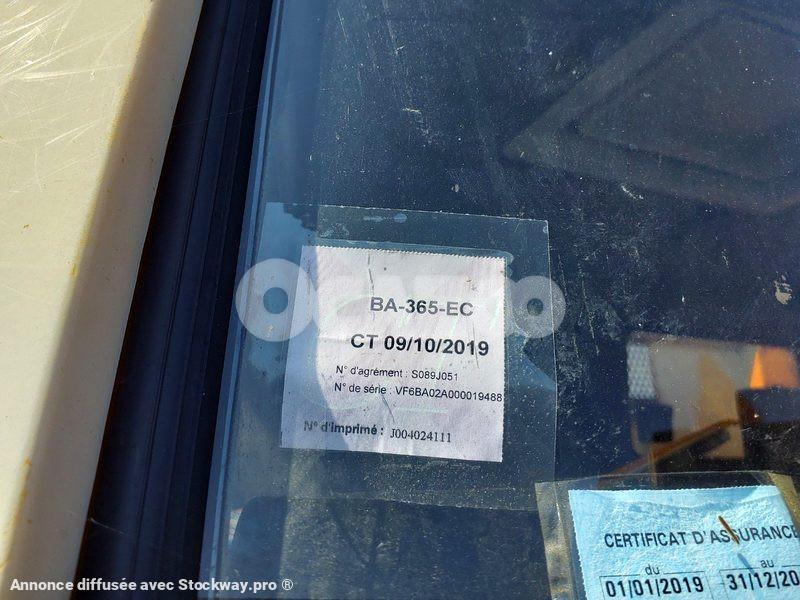 BA-365-EC
CT 09/10/2019
N° d'agrément : S089J051
N° de série : VF6BA02A000019488
N° d'imprimé : J004024111
CERTIFICAT D'ASSURANCE
du au
01/01/2019 31/12/20
Annonce diffusée avec Stockway.pro ®